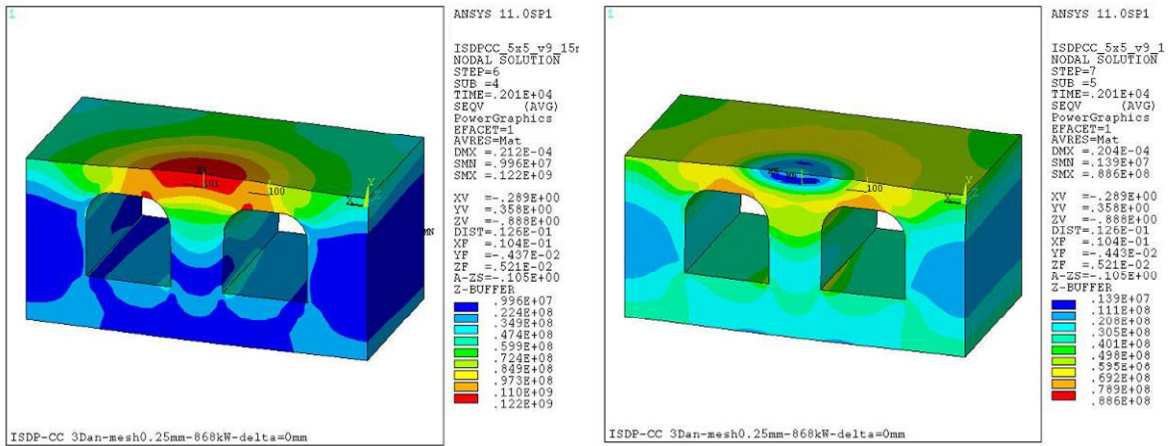 1
ANSYS 11.0SP1
ISDPCC_5x5_v9_15r
NODAL SOLUTION
STEP=6
SUB =4
TIME=.201E+04
SEQV (AVG)
PowerGraphics
EFACET=1
AVRES=Mat
DMX =.212E-04
SMN =.996E+07
SMX =.122E+09
XV =-.289E+00
YV =.358E+00
ZV =-.888E+00
DIST=.126E-01
XF =.104E-01
YF =-.437E-02
ZF =.521E-02
A-ZS=-.105E+00
Z-BUFFER
.996E+07
.224E+08
.349E+08
.474E+08
.599E+08
.724E+08
.849E+08
.973E+08
.110E+09
.122E+09
MX
100
Y
X
Z
MN
ISDP-CC 3Dan-mesh0.25mm-868kW-delta=0mm
1
ANSYS 11.0SP1
ISDPCC_5x5_v9_1
NODAL SOLUTION
STEP=7
SUB =5
TIME=.201E+04
SEQV (AVG)
PowerGraphics
EFACET=1
AVRES=Mat
DMX =.204E-04
SMN =.139E+07
SMX =.886E+08
XV =-.289E+00
YV =.358E+00
ZV =-.888E+00
DIST=.126E-01
XF =.104E-01
YF =-.443E-02
ZF =.521E-02
A-ZS=-.105E+00
Z-BUFFER
.139E+07
.111E+08
.208E+08
.305E+08
.401E+08
.498E+08
.595E+08
.692E+08
.789E+08
.886E+08
100
Y
X
Z
ISDP-CC 3Dan-mesh0.25mm-868kW-delta=0mm